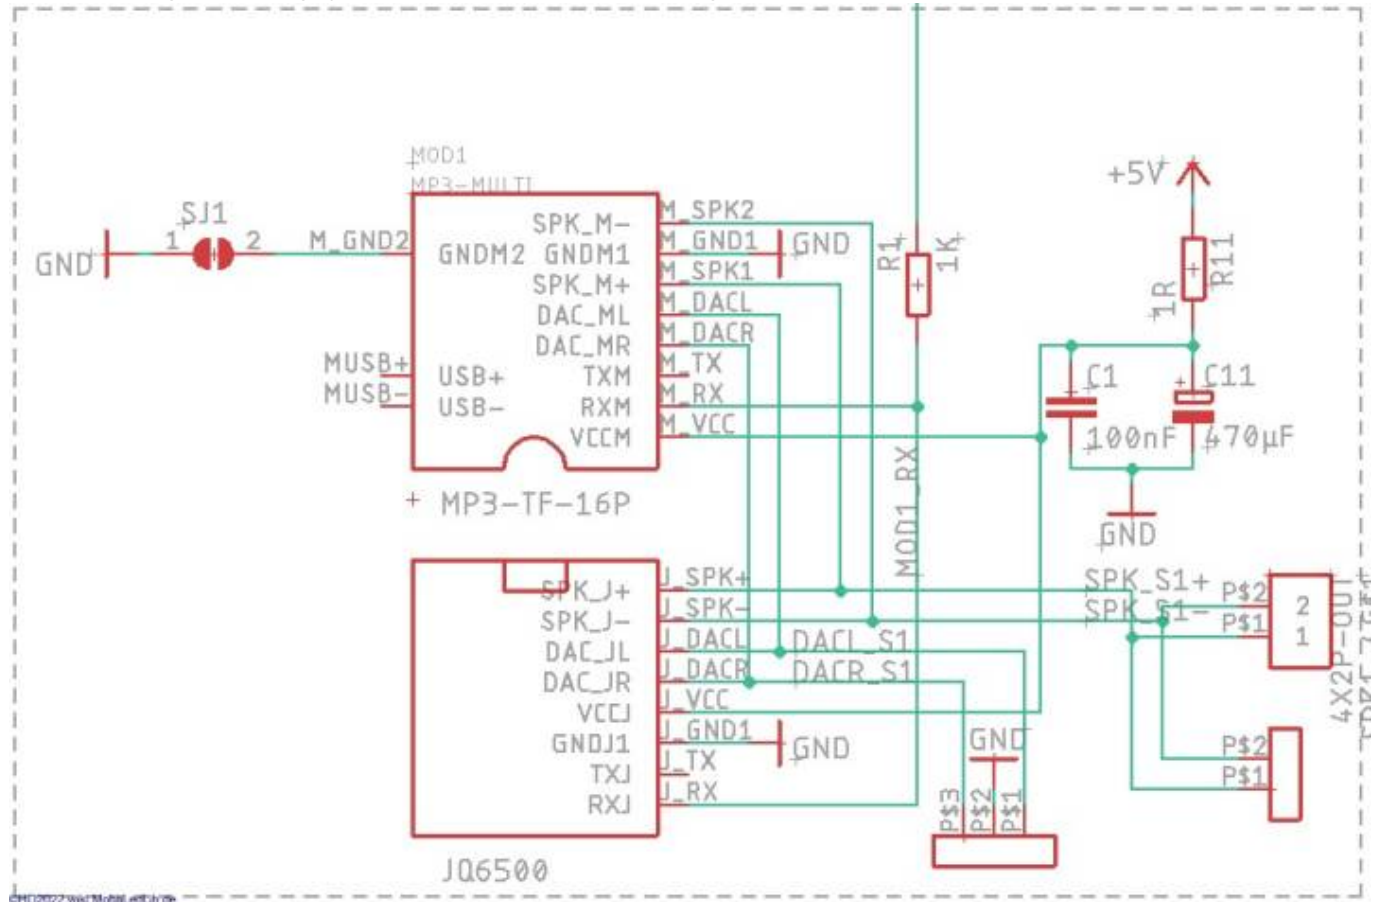 MOD1
MP3-MULTI
SJ1
1
2
GND
M_GND2
GNDM2
GNDM1
SPK_M-
SPK_M+
DAC_ML
DAC_MR
TXM
RXM
VCCM
USB+
USB-
MUSB+
MUSB-
M_SPK2
M_GND1
GND
M_SPK1
M_DACL
M_DACR
M_TX
M_RX
M_VCC
MP3-TF-16P
R1
1K
MOD1_RX
+5V
R11
1R
C1
100nF
C11
470µF
GND
SPK_J+
SPK_J-
DAC_JL
DAC_JR
VCCJ
GNDJ1
TXJ
RXJ
J_SPK+
J_SPK-
J_DACL
J_DACR
J_VCC
J_GND1
GND
J_TX
J_RX
JQ6500
DACL_S1
DACR_S1
SPK_S1+
SPK_S1-
P$2
P$1
2
1
4X2P-OUT
P$2
P$1
GND
P$3
P$2
P$1